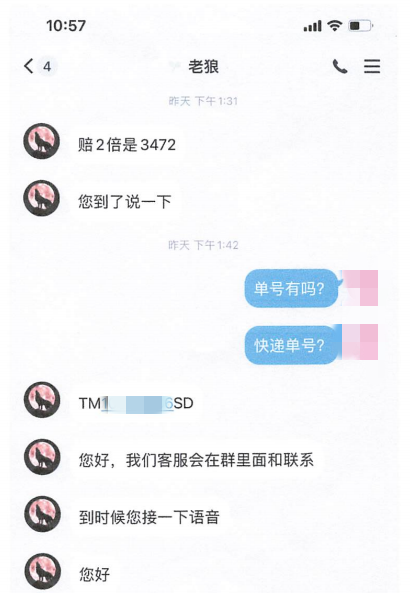 10:57
4
老狼
昨天 下午1:31
赔2倍是3472
您到了说一下
昨天 下午1:42
单号有吗?
快递单号?
TM1 6SD
您好，我们客服会在群里面和联系
到时候您接一下语音
您好